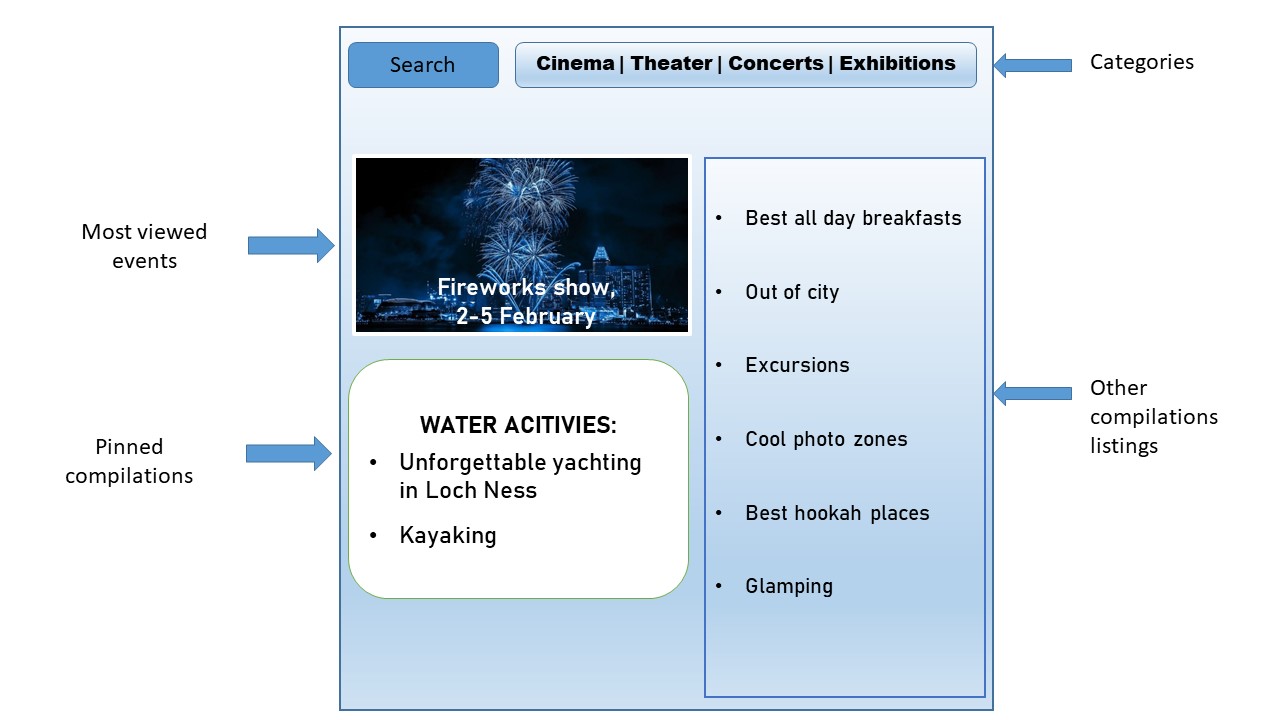 Search
Cinema | Theater | Concerts | Exhibitions
Categories
Most viewed
events
Fireworks show,
2-5 February
Pinned
compilations
WATER ACITIVIES:
• Unforgettable yachting
in Loch Ness
• Kayaking
• Best all day breakfasts
• Out of city
• Excursions
• Cool photo zones
• Best hookah places
• Glamping
Other
compilations
listings